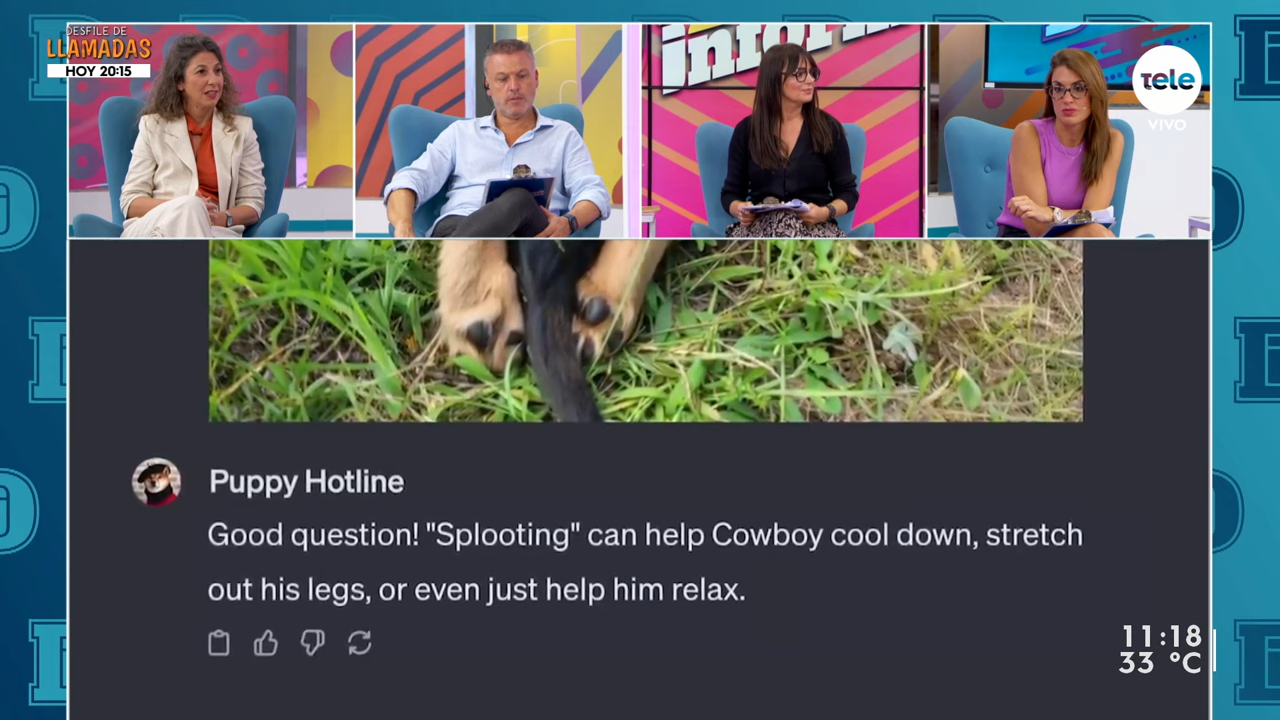 DESFILE DE
LLAMADAS
HOY 20:15
inform
tele
VIVO
Puppy Hotline
Good question! "Splooting" can help Cowboy cool down, stretch
out his legs, or even just help him relax.
11:18
33 °C